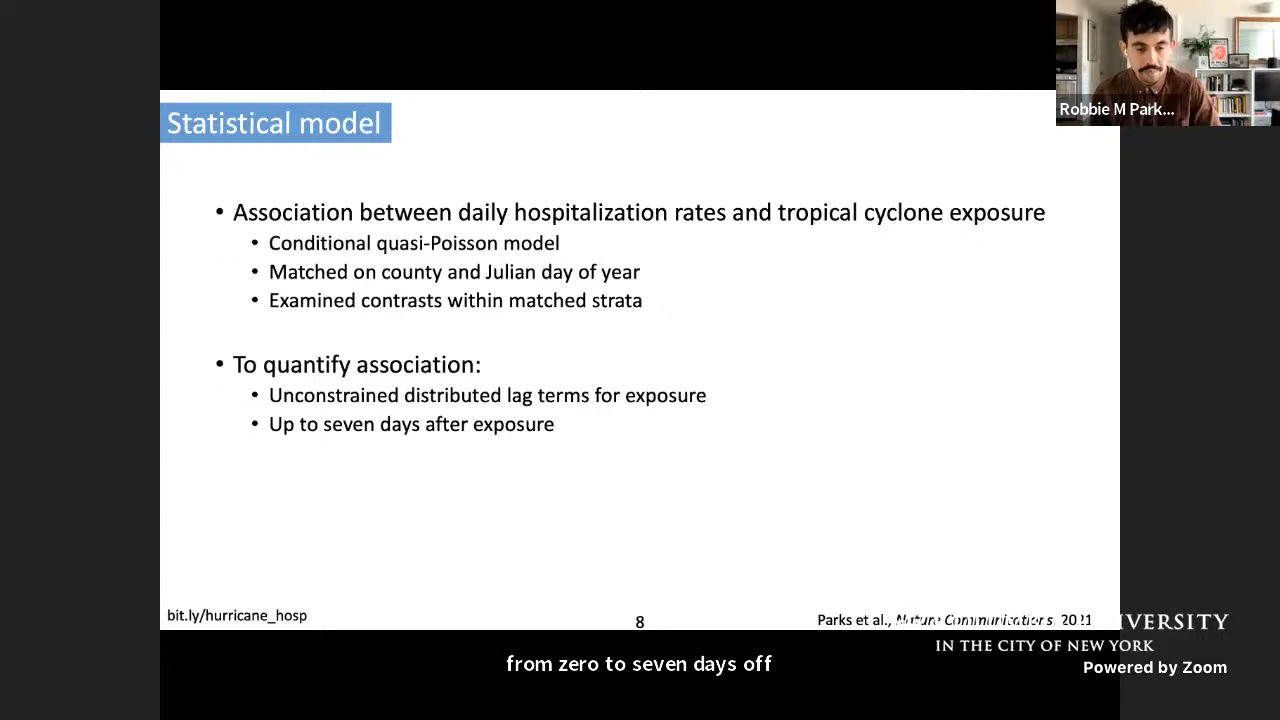 Robbie M Park...
Statistical model
• Association between daily hospitalization rates and tropical cyclone exposure
• Conditional quasi-Poisson model
• Matched on county and Julian day of year
• Examined contrasts within matched strata
• To quantify association:
• Unconstrained distributed lag terms for exposure
• Up to seven days after exposure
bit.ly/hurricane_hosp
8
Parks et al., Nature Communications, 2021
IVERSITY
IN THE CITY OF NEW YORK
from zero to seven days off
Powered by Zoom